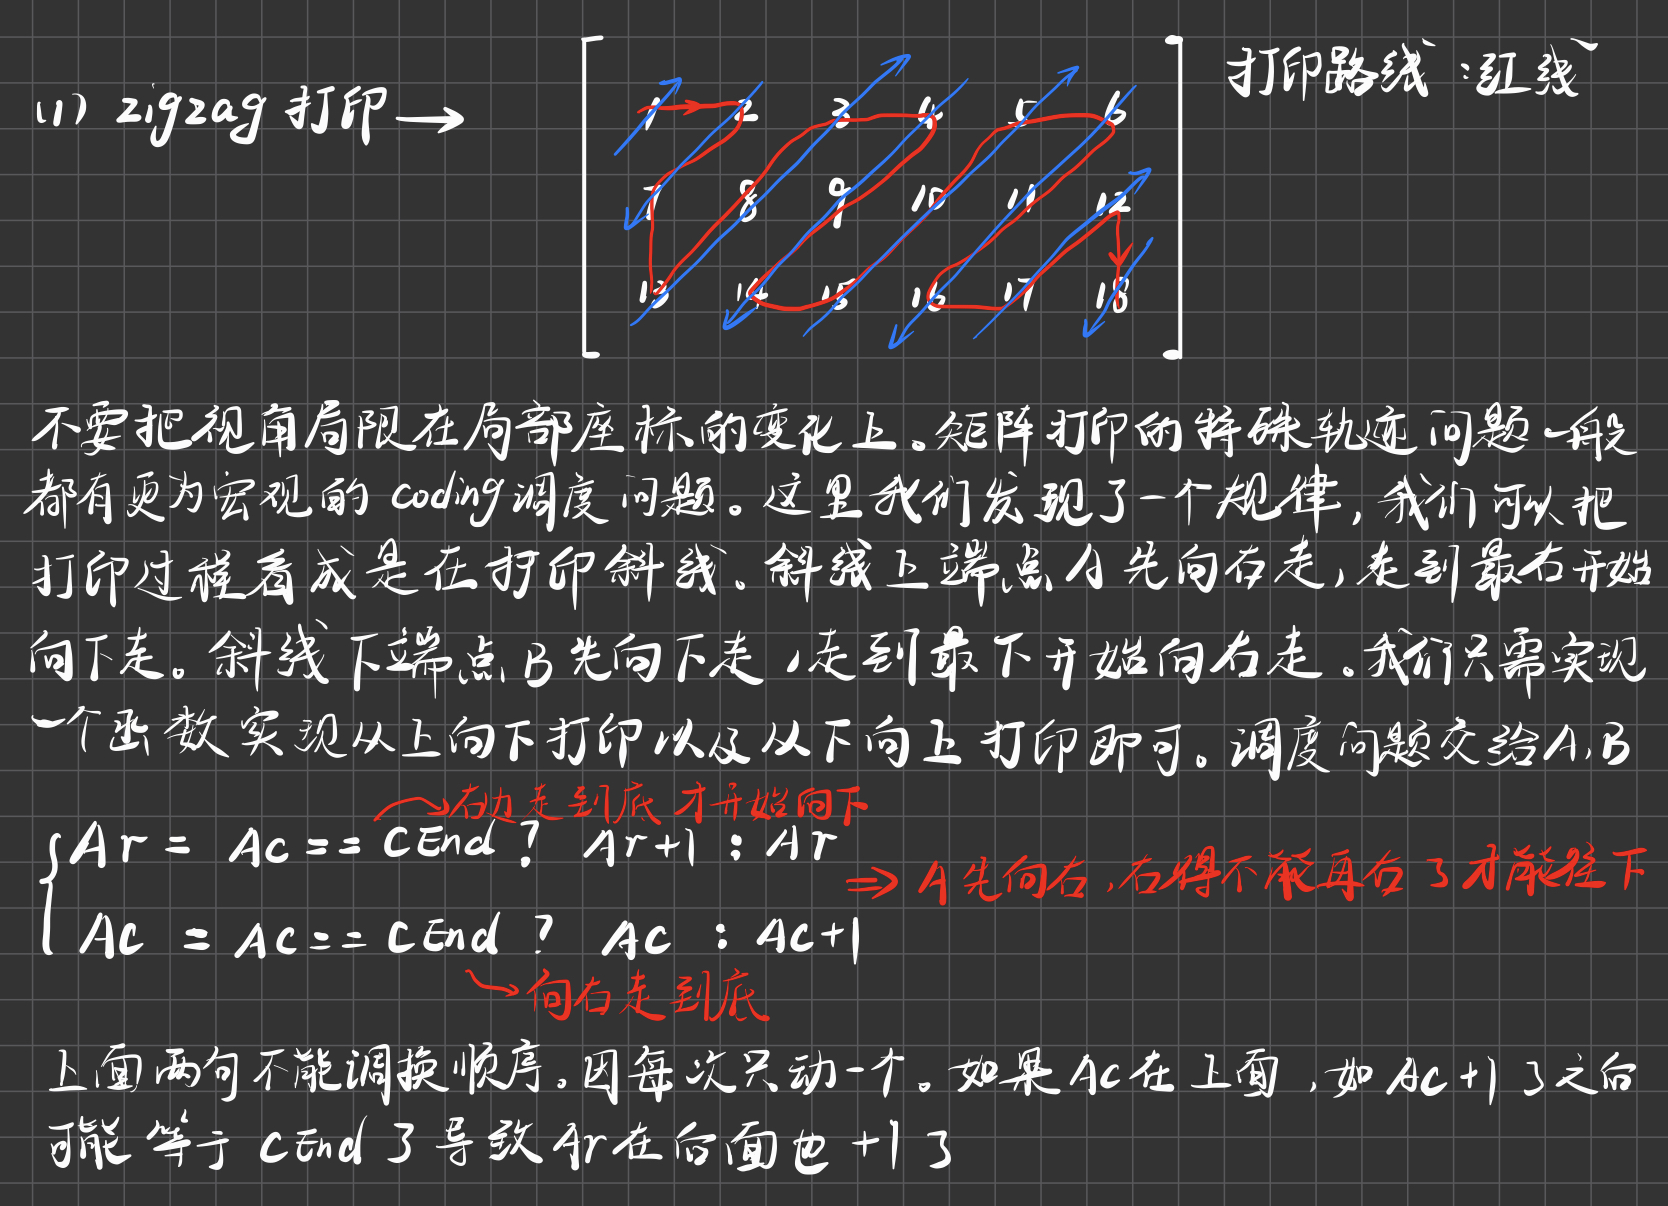 (1) zigzag 打印 →
打印路线:红线
1 2 3 4 5 6
7 8 9 10 11 12
13 14 15 16 17 18
不要把视角局限在局部座标的变化上。矩阵打印的特殊轨迹问题一般
都有更为宏观的 coding 调度问题。这里我们发现了一个规律,我们可以把
打印过程看成是在打印斜线。斜线上端点A先向右走,走到最右开始
向下走。斜线下端点B先向下走,走到最下开始向右走。我们只需实现
一个函数实现从上向下打印以及从下向上打印即可。调度问题交给A,B
→右边走到底才开始向下
Ar = Ac == CEnd ? Ar+1 : Ar
⇒ A先向右,右得不能再右了才能往下
Ac = Ac == CEnd ? Ac : Ac+1
→向右走到底
上面两句不能调换顺序。因每次只动一个。如果Ac在上面,如Ac+1了之后
可能等于CEnd了导致Ar在后面也+1了